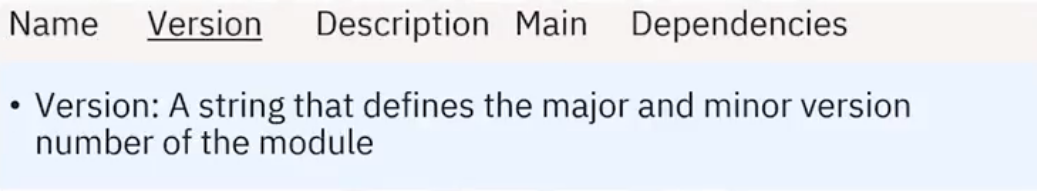 Name Version Description Main Dependencies
• Version: A string that defines the major and minor version
number of the module